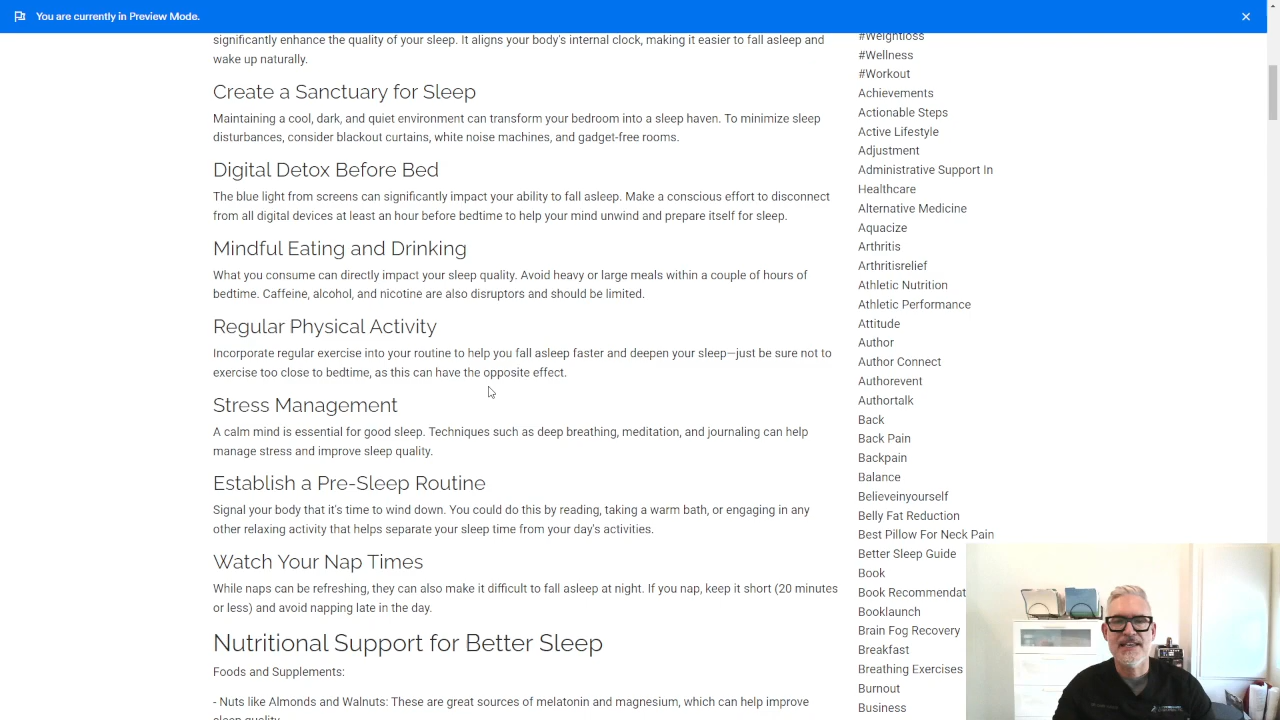 You are currently in Preview Mode.
significantly enhance the quality of your sleep. It aligns your body's internal clock, making it easier to fall asleep and
wake up naturally.
Create a Sanctuary for Sleep
Maintaining a cool, dark, and quiet environment can transform your bedroom into a sleep haven. To minimize sleep
disturbances, consider blackout curtains, white noise machines, and gadget-free rooms.
Digital Detox Before Bed
The blue light from screens can significantly impact your ability to fall asleep. Make a conscious effort to disconnect
from all digital devices at least an hour before bedtime to help your mind unwind and prepare itself for sleep.
Mindful Eating and Drinking
What you consume can directly impact your sleep quality. Avoid heavy or large meals within a couple of hours of
bedtime. Caffeine, alcohol, and nicotine are also disruptors and should be limited.
Regular Physical Activity
Incorporate regular exercise into your routine to help you fall asleep faster and deepen your sleep—just be sure not to
exercise too close to bedtime, as this can have the opposite effect.
Stress Management
A calm mind is essential for good sleep. Techniques such as deep breathing, meditation, and journaling can help
manage stress and improve sleep quality.
Establish a Pre-Sleep Routine
Signal your body that it's time to wind down. You could do this by reading, taking a warm bath, or engaging in any
other relaxing activity that helps separate your sleep time from your day's activities.
Watch Your Nap Times
While naps can be refreshing, they can also make it difficult to fall asleep at night. If you nap, keep it short (20 minutes
or less) and avoid napping late in the day.
Nutritional Support for Better Sleep
Foods and Supplements:
- Nuts like Almonds and Walnuts: These are great sources of melatonin and magnesium, which can help improve
sleep quality.
#Weightloss
#Wellness
#Workout
Achievements
Actionable Steps
Active Lifestyle
Adjustment
Administrative Support In
Healthcare
Alternative Medicine
Aquacize
Arthritis
Arthritisrelief
Athletic Nutrition
Athletic Performance
Attitude
Author
Author Connect
Authorevent
Authortalk
Back
Back Pain
Backpain
Balance
Believeinyourself
Belly Fat Reduction
Best Pillow For Neck Pain
Better Sleep Guide
Book
Book Recommendat
Booklaunch
Brain Fog Recovery
Breakfast
Breathing Exercises
Burnout
Business